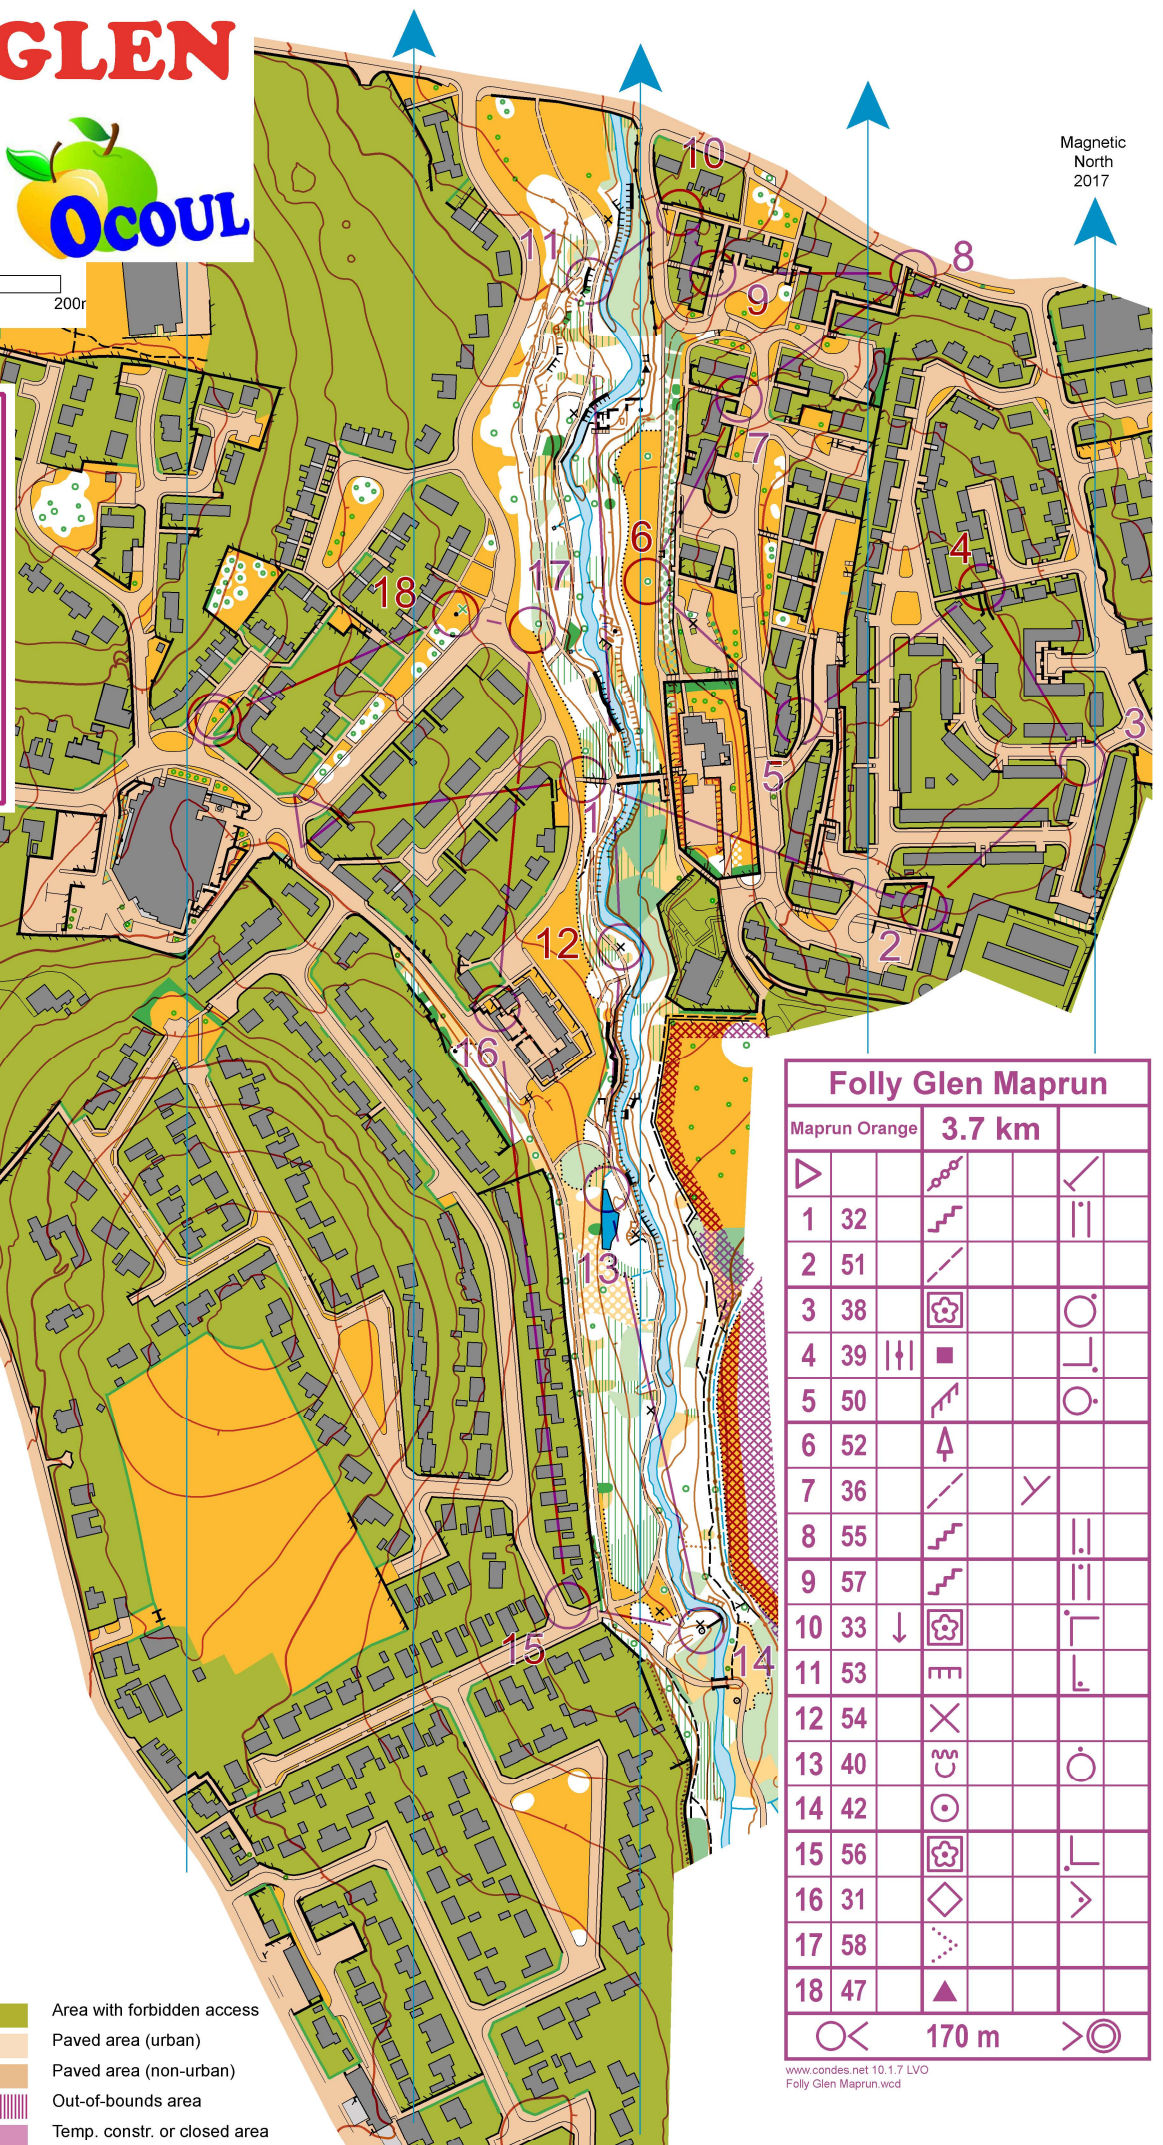 GLEN
OCOUL
Magnetic
North
2017
10
11
8
9
7
6
4
17
18
3
5
1
2
12
16
13
15
14
Folly Glen Maprun
Maprun Orange 3.7 km
1 32
2 51
3 38
4 39
5 50
6 52
7 36
8 55
9 57
10 33
11 53
12 54
13 40
14 42
15 56
16 31
17 58
18 47
170 m
www.condes.net 10.1.7 LVO
Folly Glen Maprun.wcd
Area with forbidden access
Paved area (urban)
Paved area (non-urban)
Out-of-bounds area
Temp. constr. or closed area